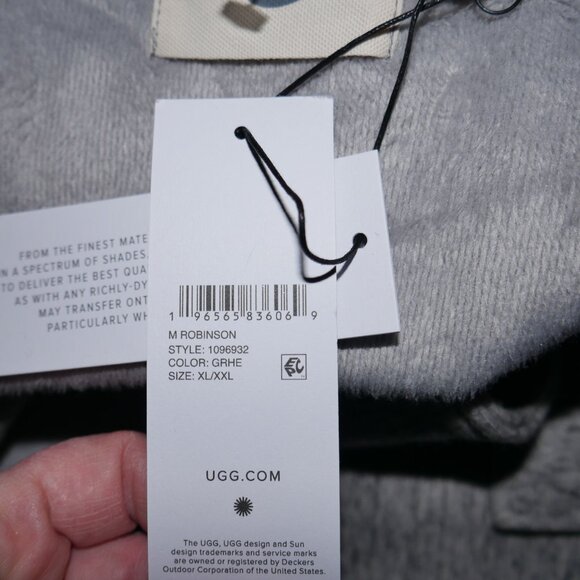 FROM THE FINEST MATE
N A SPECTRUM OF SHADES,
TO DELIVER THE BEST QUA
AS WITH ANY RICHLY-DY
MAY TRANSFER ONT
PARTICULARLY WH
1 96565 83606 9
M ROBINSON
STYLE: 1096932
COLOR: GRHE
SIZE: XL/XXL
UGG.COM
The UGG, UGG design and Sun
design trademarks and service marks
are owned or registered by Deckers
Outdoor Corporation of the United States.